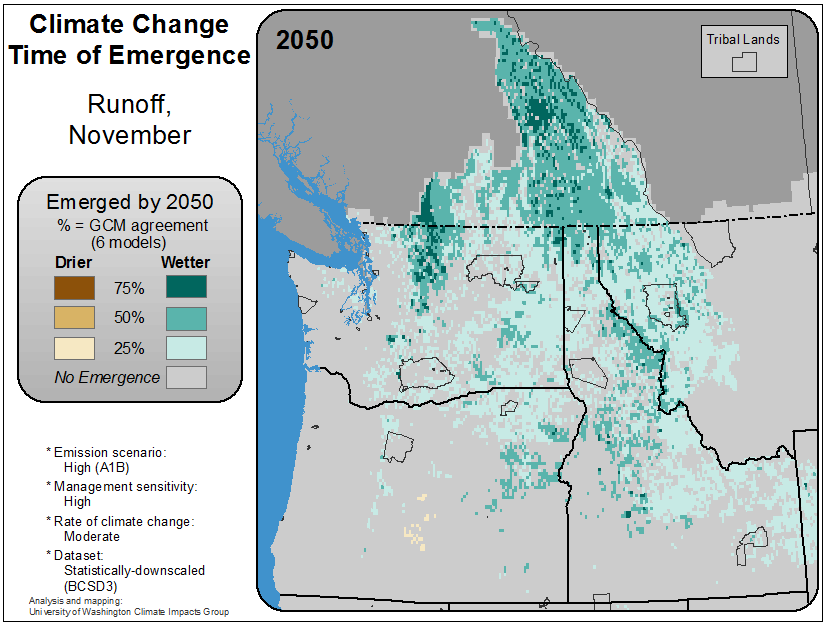 Climate Change
Time of Emergence
Runoff,
November
Emerged by 2050
% = GCM agreement
(6 models)
Drier Wetter
75%
50%
25%
No Emergence
* Emission scenario:
High (A1B)
* Management sensitivity:
High
* Rate of climate change:
Moderate
* Dataset:
Statistically-downscaled
(BCSD3)
Analysis and mapping:
University of Washington Climate Impacts Group
2050
Tribal Lands